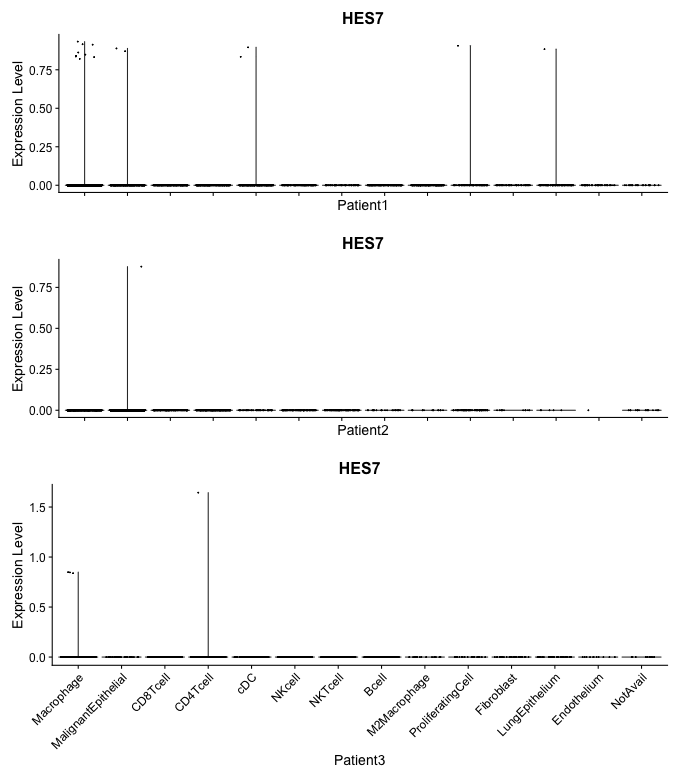 HES7
Expression Level
0.75
0.50
0.25
0.00
Patient1
HES7
Expression Level
0.75
0.50
0.25
0.00
Patient2
HES7
Expression Level
1.5
1.0
0.5
0.0
Macrophage
MalignantEpithelial
CD8Tcell
CD4Tcell
cDC
NKcell
NKTcell
Bcell
M2Macrophage
ProliferatingCell
Fibroblast
LungEpithelium
Endothelium
NotAvail
Patient3